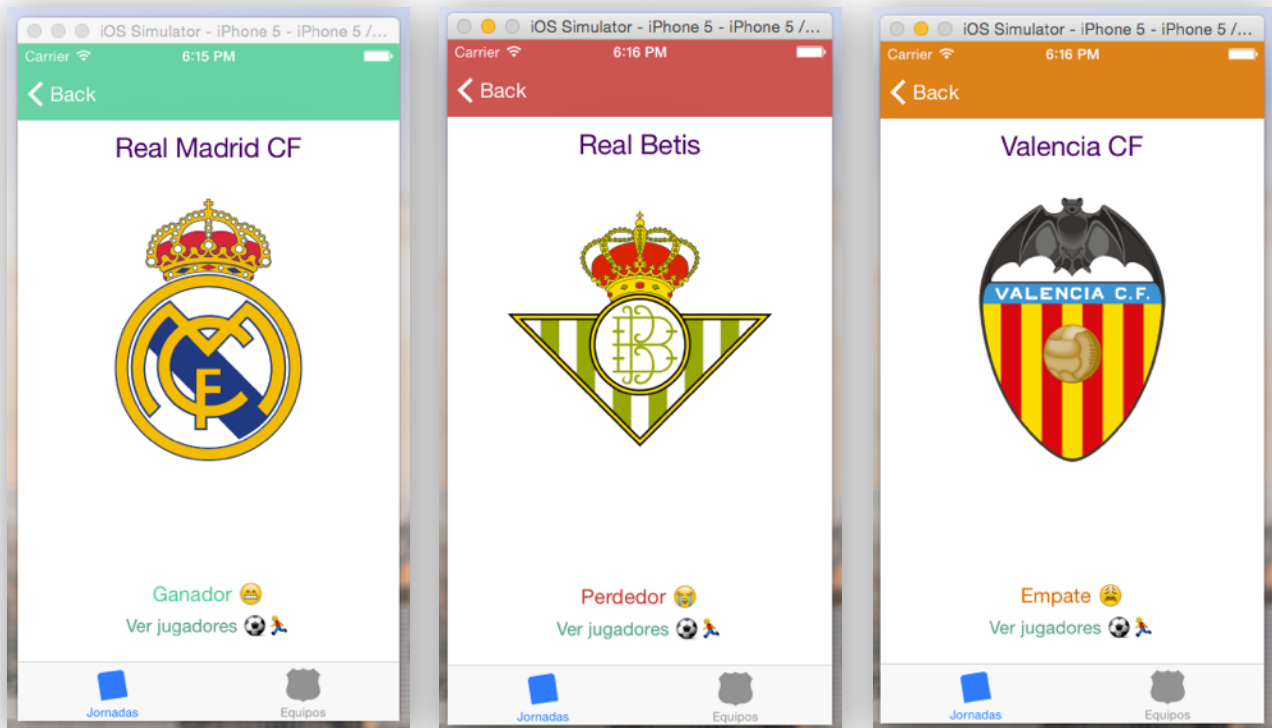 iOS Simulator - iPhone 5 - iPhone 5 /...
Carrier 6:15 PM
Back
Real Madrid CF
Ganador 😁
Ver jugadores ⚽🏃
Jornadas Equipos
iOS Simulator - iPhone 5 - iPhone 5 /...
Carrier 6:16 PM
Back
Real Betis
Perdedor 😭
Ver jugadores ⚽🏃
Jornadas Equipos
iOS Simulator - iPhone 5 - iPhone 5 /...
Carrier 6:16 PM
Back
Valencia CF
VALENCIA C.F.
Empate 😩
Ver jugadores ⚽🏃
Jornadas Equipos